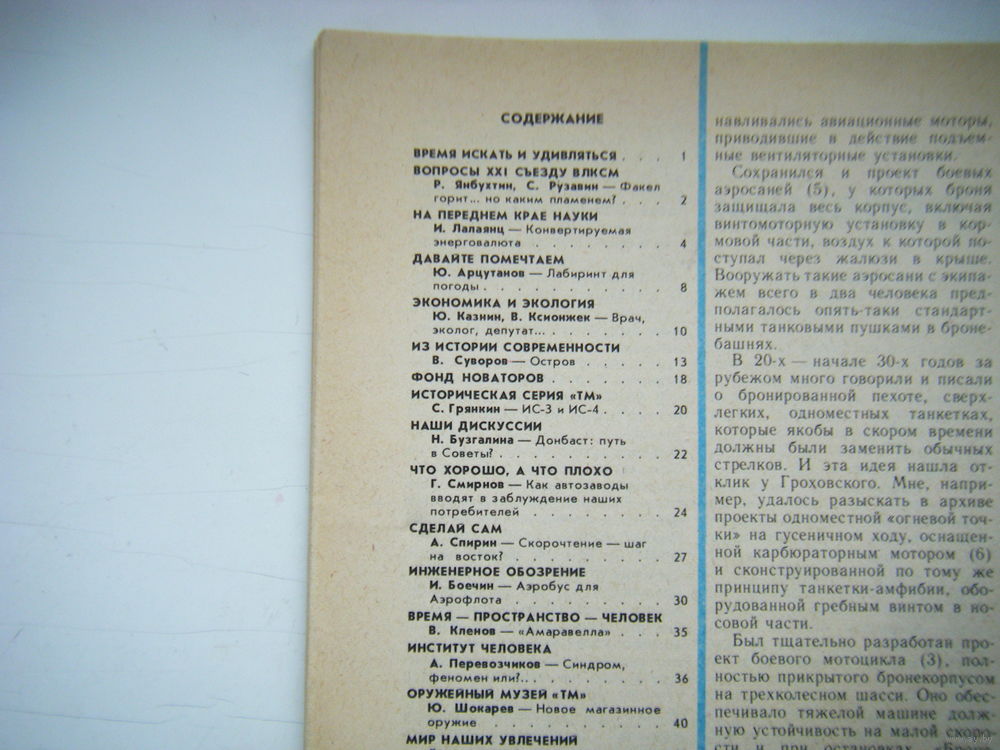 СОДЕРЖАНИЕ
ВРЕМЯ ИСКАТЬ И УДИВЛЯТЬСЯ . . . 1
ВОПРОСЫ XXI СЪЕЗДУ ВЛКСМ
Р. Янбухтин, С. Рузавин — Факел
горит... но каким пламенем? . . . 2
НА ПЕРЕДНЕМ КРАЕ НАУКИ
И. Лалаянц — Конвертируемая
энерговалюта . . . . . . . . 4
ДАВАЙТЕ ПОМЕЧТАЕМ
Ю. Арцутанов — Лабиринт для
погоды . . . . . . . . . . 8
ЭКОНОМИКА И ЭКОЛОГИЯ
Ю. Казнин, В. Ксионжек — Врач,
эколог, депутат... . . . . . . . 10
ИЗ ИСТОРИИ СОВРЕМЕННОСТИ
В. Суворов — Остров . . . . . 13
ФОНД НОВАТОРОВ . . . . . . . 18
ИСТОРИЧЕСКАЯ СЕРИЯ «ТМ»
С. Грянкин — ИС-3 и ИС-4 . . . . 20
НАШИ ДИСКУССИИ
Н. Бузгалина — Донбаст: путь
в Советы? . . . . . . . . . 22
ЧТО ХОРОШО, А ЧТО ПЛОХО
Г. Смирнов — Как автозаводы
вводят в заблуждение наших
потребителей . . . . . . . . 24
СДЕЛАЙ САМ
А. Спирин — Скорочтение — шаг
на восток? . . . . . . . . . 27
ИНЖЕНЕРНОЕ ОБОЗРЕНИЕ
И. Боечин — Аэробус для
Аэрофлота . . . . . . . . . 30
ВРЕМЯ — ПРОСТРАНСТВО — ЧЕЛОВЕК
В. Кленов — «Амаравелла» . . . 35
ИНСТИТУТ ЧЕЛОВЕКА
А. Перевозчиков — Синдром,
феномен или?.. . . . . . . . . 36
ОРУЖЕЙНЫЙ МУЗЕЙ «ТМ»
Ю. Шокарев — Новое магазинное
оружие . . . . . . . . . . 40
МИР НАШИХ УВЛЕЧЕНИЙ
навливались авиационные моторы,
приводившие в действие подъем-
ные вентиляторные установки.
Сохранился и проект боевых
аэросаней (5), у которых броня
защищала весь корпус, включая
винтомоторную установку в кор-
мовой части, воздух к которой по-
ступал через жалюзи в крыше.
Вооружать такие аэросани с экипа-
жем всего в два человека пред-
полагалось опять-таки стандарт-
ными танковыми пушками в броне-
башнях.
В 20-х — начале 30-х годов за
рубежом много говорили и писали
о бронированной пехоте, сверх-
легких, одноместных танкетках,
которые якобы в скором времени
должны были заменить обычных
стрелков. И эта идея нашла от-
клик у Гроховского. Мне, напри-
мер, удалось разыскать в архиве
проекты одноместной «огневой точ-
ки» на гусеничном ходу, оснащен-
ной карбюраторным мотором (6)
и сконструированной по тому же
принципу танкетки-амфибии, обо-
рудованной гребным винтом в но-
совой части.
Был тщательно разработан про-
ект боевого мотоцикла (3), пол-
ностью прикрытого бронекорпусом
на трехколесном шасси. Оно обес-
печивало тяжелой машине долж-
ную устойчивость на малой скоро-
сти и при остановке.